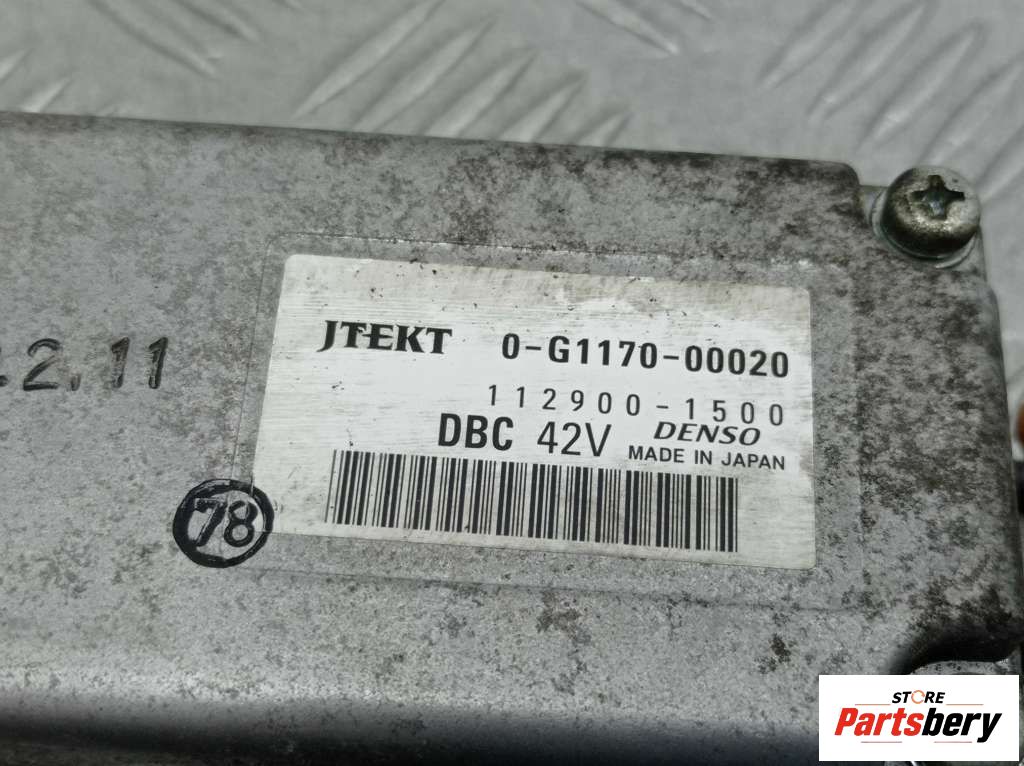 JTEKT 0-G1170-00020
112900-1500
DBC 42V DENSO
MADE IN JAPAN
.2.11
78
STORE
Partsbery